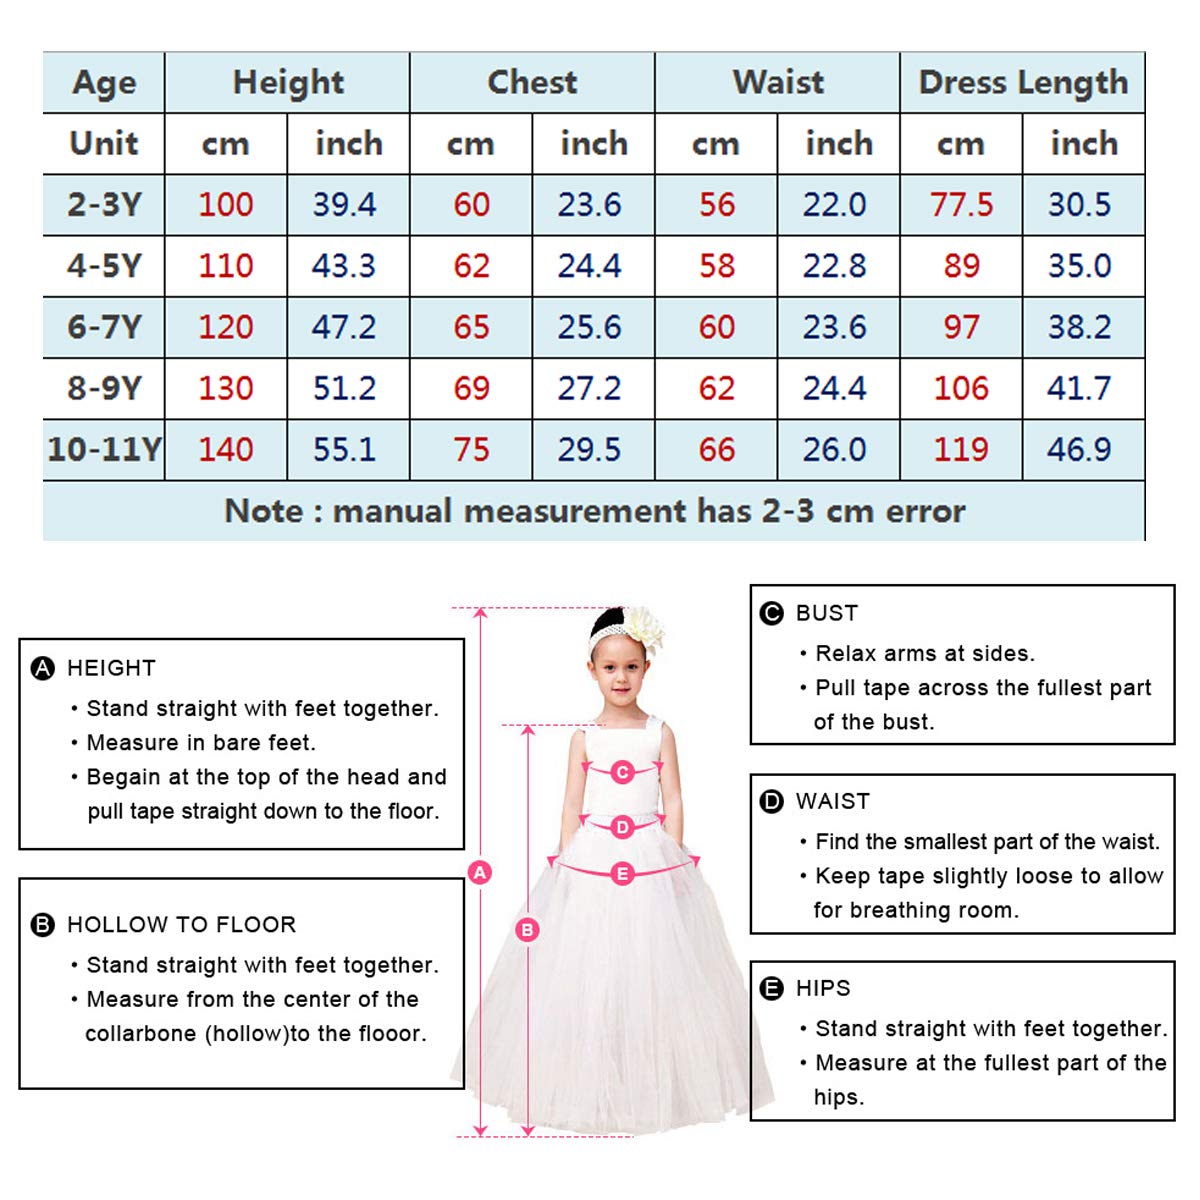 Age Height Chest Waist Dress Length
Unit cm inch cm inch cm inch cm inch
2-3Y 100 39.4 60 23.6 56 22.0 77.5 30.5
4-5Y 110 43.3 62 24.4 58 22.8 89 35.0
6-7Y 120 47.2 65 25.6 60 23.6 97 38.2
8-9Y 130 51.2 69 27.2 62 24.4 106 41.7
10-11Y 140 55.1 75 29.5 66 26.0 119 46.9
Note : manual measurement has 2-3 cm error
A HEIGHT
• Stand straight with feet together.
• Measure in bare feet.
• Begain at the top of the head and
pull tape straight down to the floor.
B HOLLOW TO FLOOR
• Stand straight with feet together.
• Measure from the center of the
collarbone (hollow)to the flooor.
A
B
C
D
E
C BUST
• Relax arms at sides.
• Pull tape across the fullest part
of the bust.
D WAIST
• Find the smallest part of the waist.
• Keep tape slightly loose to allow
for breathing room.
E HIPS
• Stand straight with feet together.
• Measure at the fullest part of the
hips.